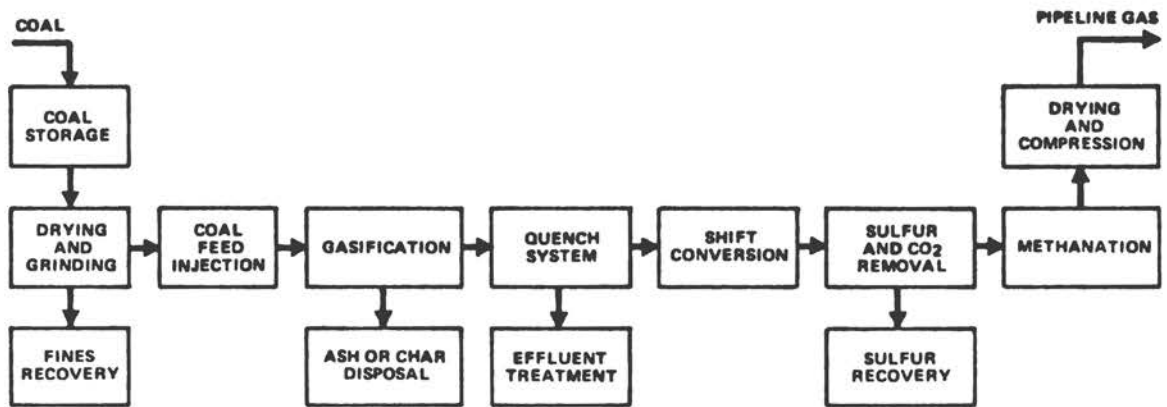 COAL
PIPELINE GAS
COAL
STORAGE
DRYING
AND
COMPRESSION
DRYING
AND
GRINDING
COAL
FEED
INJECTION
GASIFICATION
QUENCH
SYSTEM
SHIFT
CONVERSION
SULFUR
AND CO2
REMOVAL
METHANATION
FINES
RECOVERY
ASH OR CHAR
DISPOSAL
EFFLUENT
TREATMENT
SULFUR
RECOVERY